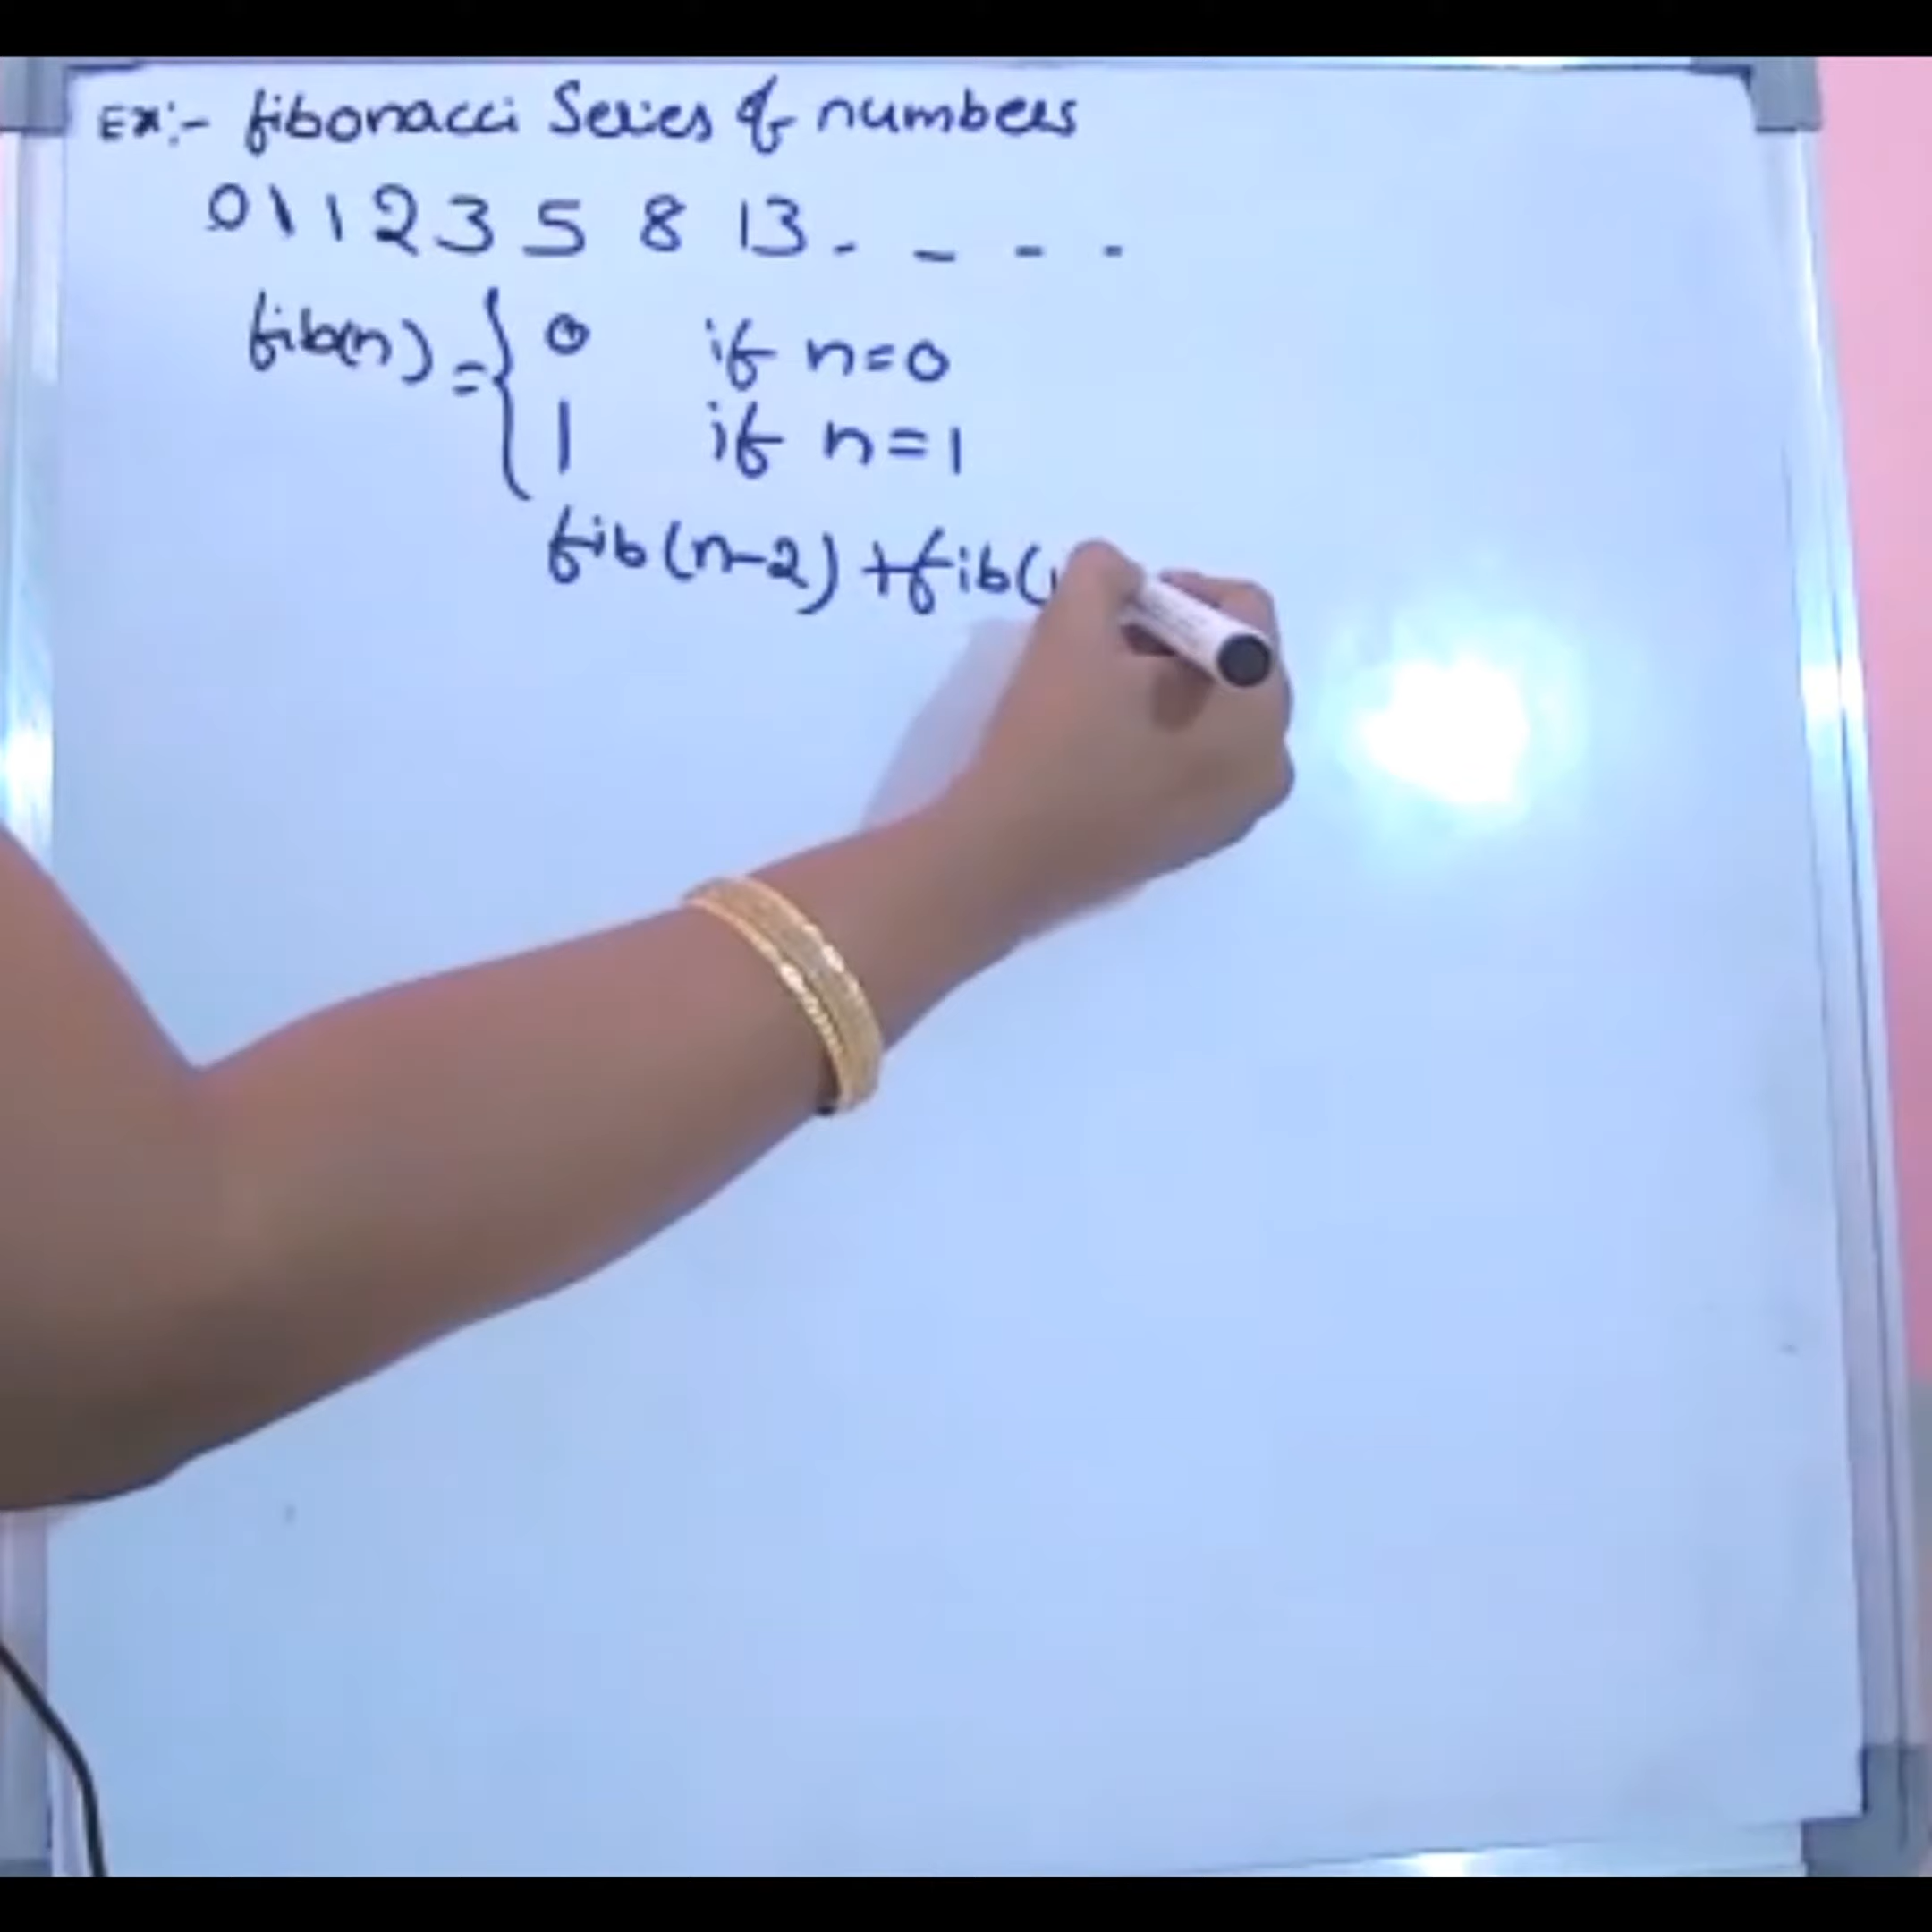 Ex:- fibonacci Series of numbers
0 1 1 2 3 5 8 13 - - - -
fib(n) = { 0 if n=0
1 if n=1
fib(n-2) + fib(